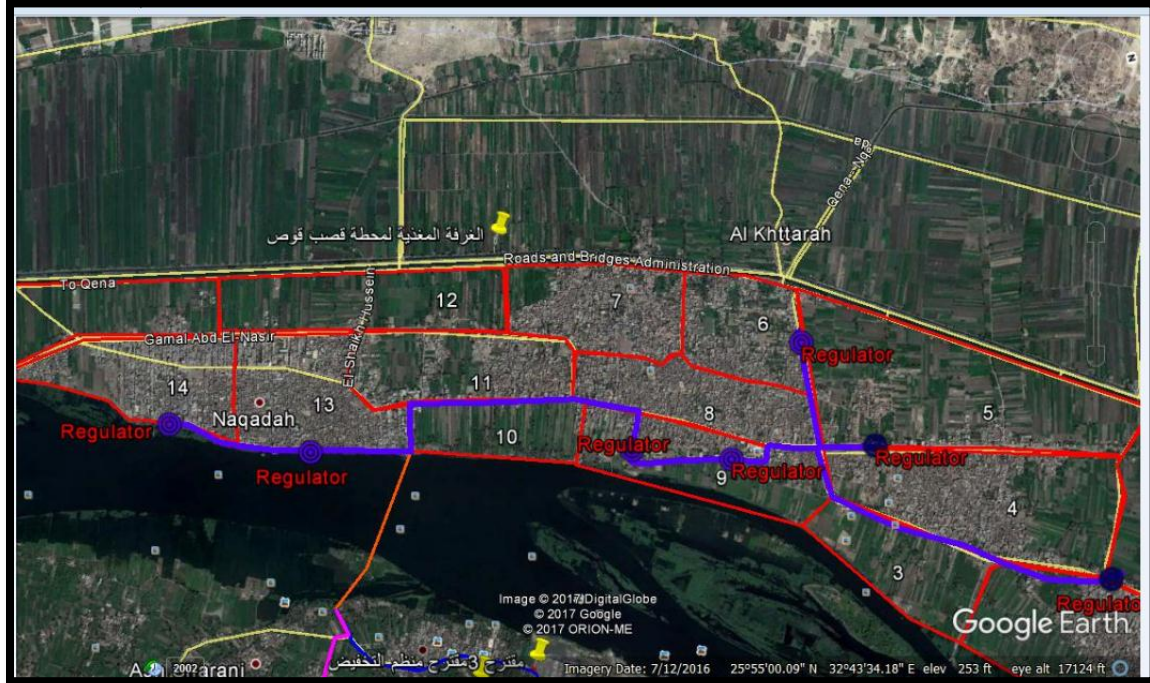 الغرفة المغذية لمحطة قصب قوص
Al Khttarah
Roads and Bridges Administration
To Qena
Gamal Abd El-Nasir
El-Shaikh Hussein
12
7
6
Regulator
14
13
11
8
5
Naqadah
10
Regulator
Regulator
Regulator
Regulator
Regulator
9
4
3
Regulato
Image © 2017 DigitalGlobe
© 2017 Google
© 2017 ORION-ME
Google Earth
2002
Imagery Date: 7/12/2016 25°55'00.09" N 32°43'34.18" E elev 253 ft eye alt 17124 ft